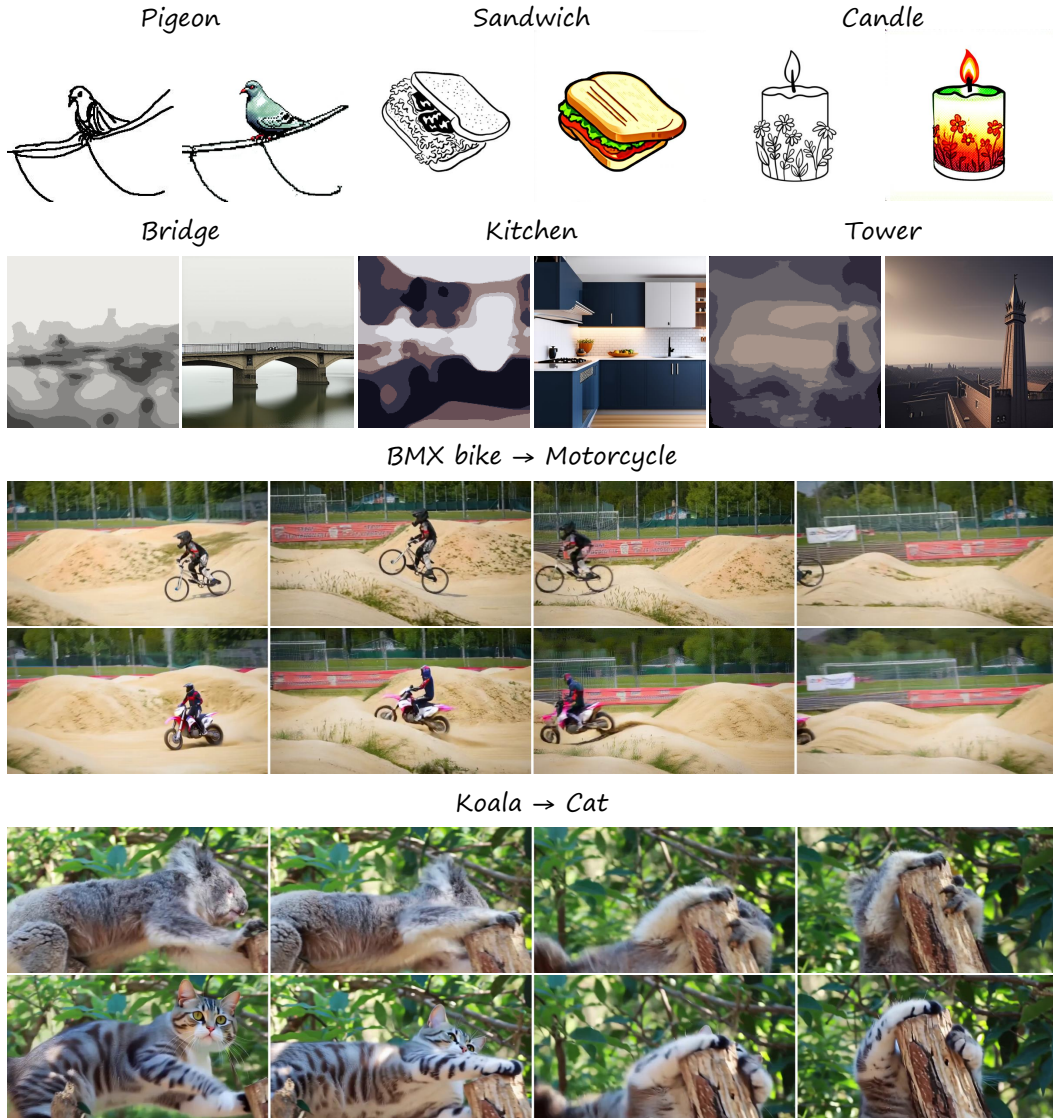 Pigeon
Sandwich
Candle
Bridge
Kitchen
Tower
BMX bike → Motorcycle
Koala → Cat